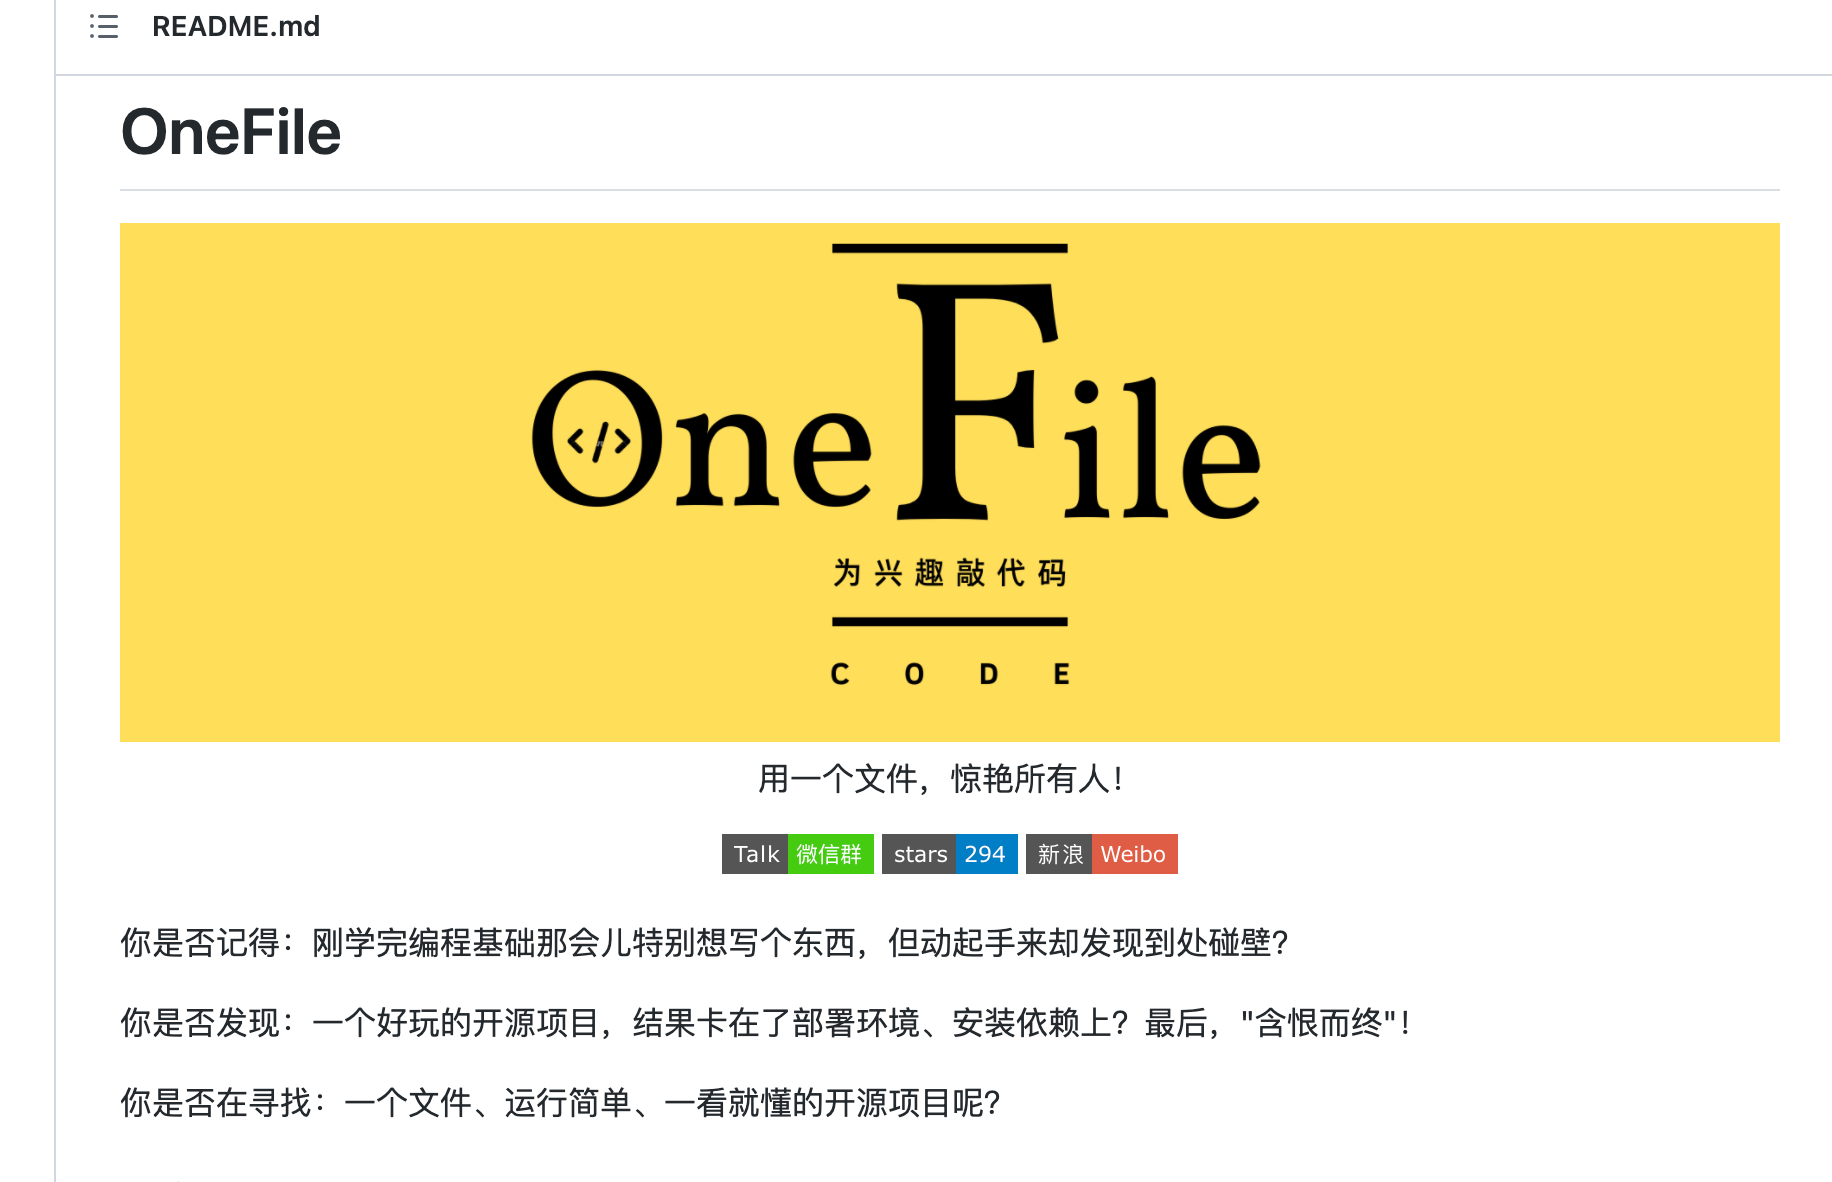 README.md
OneFile
OneFile
</>
为兴趣敲代码
CODE
用一个文件，惊艳所有人！
Talk 微信群 stars 294 新浪 Weibo
你是否记得：刚学完编程基础那会儿特别想写个东西，但动起手来却发现到处碰壁？
你是否发现：一个好玩的开源项目，结果卡在了部署环境、安装依赖上？最后，"含恨而终"！
你是否在寻找：一个文件、运行简单、一看就懂的开源项目呢？